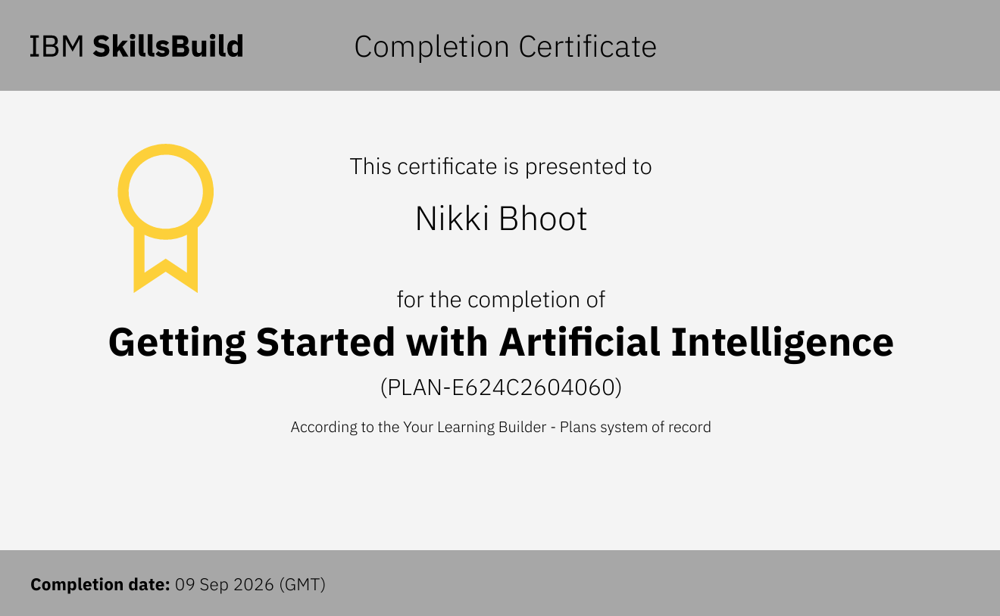 IBM SkillsBuild
Completion Certificate
This certificate is presented to
Nikki Bhoot
for the completion of
Getting Started with Artificial Intelligence
(PLAN-E624C2604060)
According to the Your Learning Builder - Plans system of record
Completion date: 09 Sep 2026 (GMT)